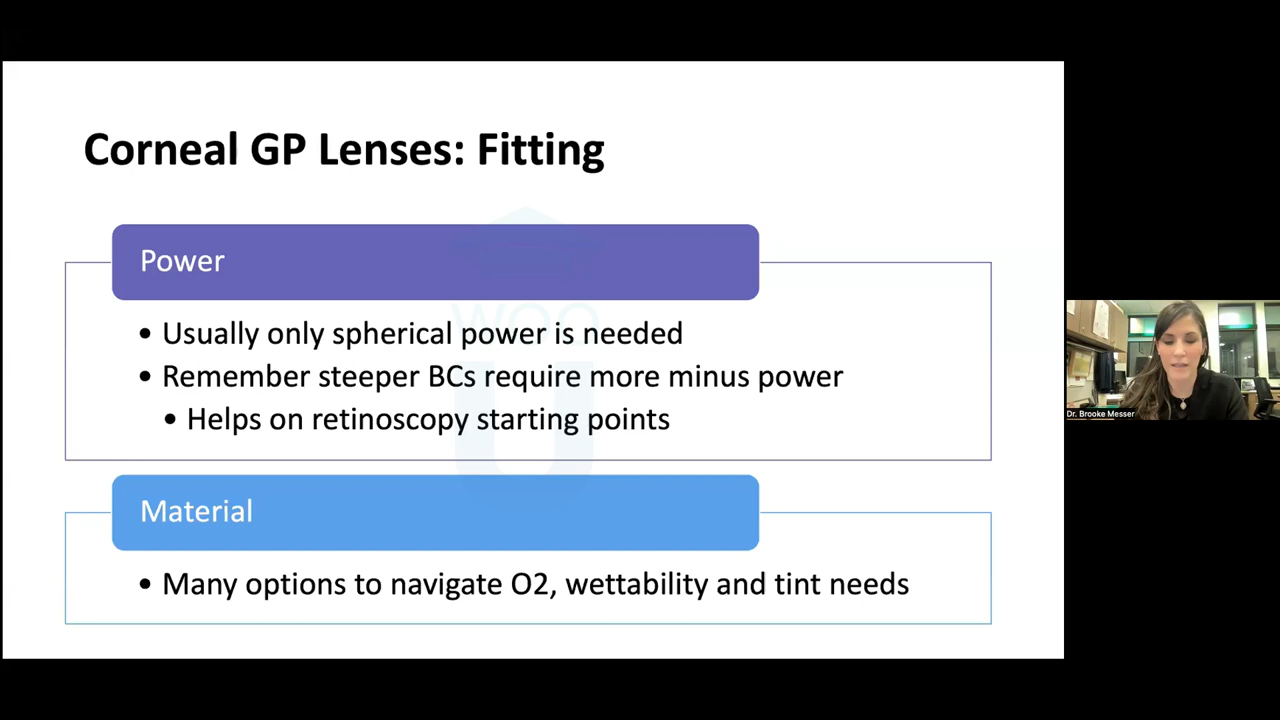 Corneal GP Lenses: Fitting
Power
• Usually only spherical power is needed
• Remember steeper BCs require more minus power
• Helps on retinoscopy starting points
Material
• Many options to navigate O2, wettability and tint needs
WOO
U
Dr. Brooke Messer